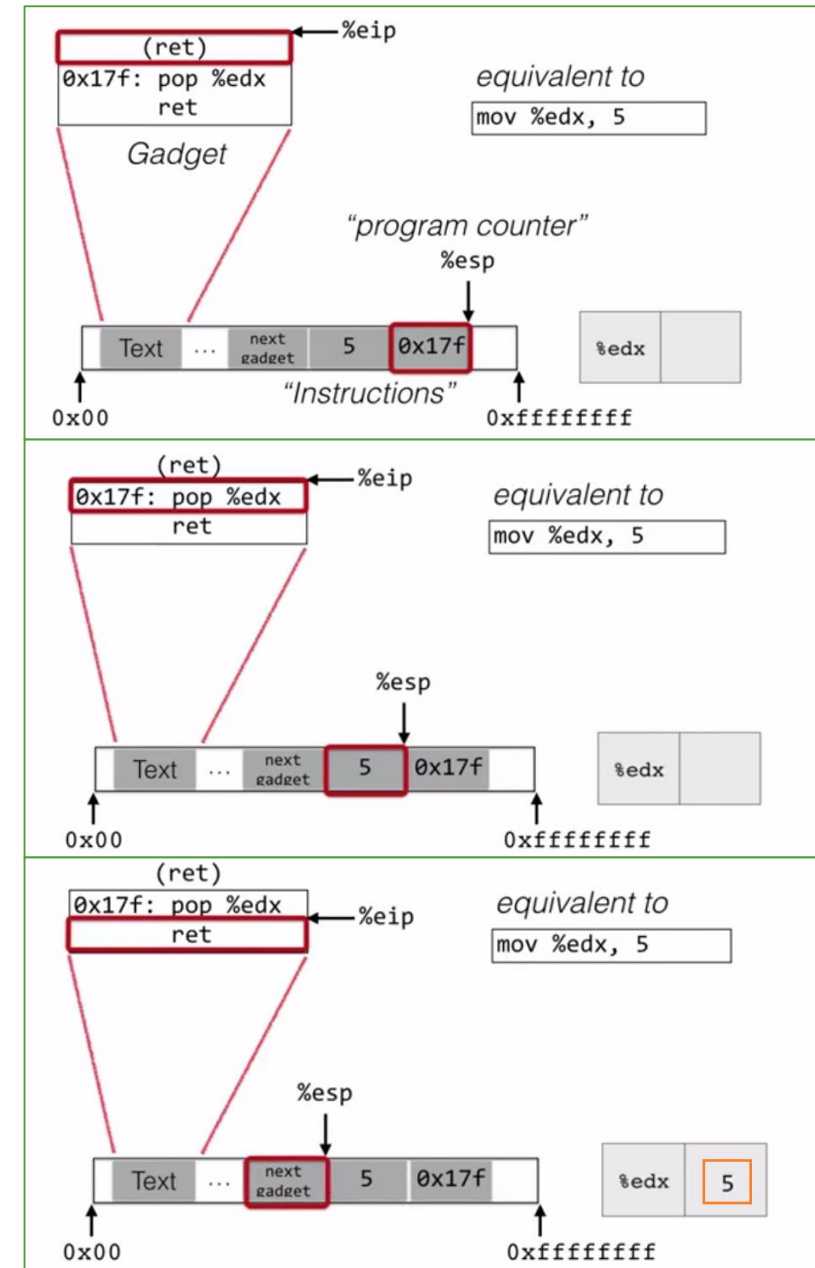 (ret)
%eip
0x17f: pop %edx
ret
Gadget
equivalent to
mov %edx, 5
“program counter”
%esp
Text ... next gadget 5 0x17f
%edx
“Instructions”
0x00
0xffffffff
(ret)
%eip
0x17f: pop %edx
ret
equivalent to
mov %edx, 5
%esp
Text ... next gadget 5 0x17f
%edx
0x00
0xffffffff
(ret)
0x17f: pop %edx
%eip
ret
equivalent to
mov %edx, 5
%esp
Text ... next gadget 5 0x17f
%edx 5
0x00
0xffffffff